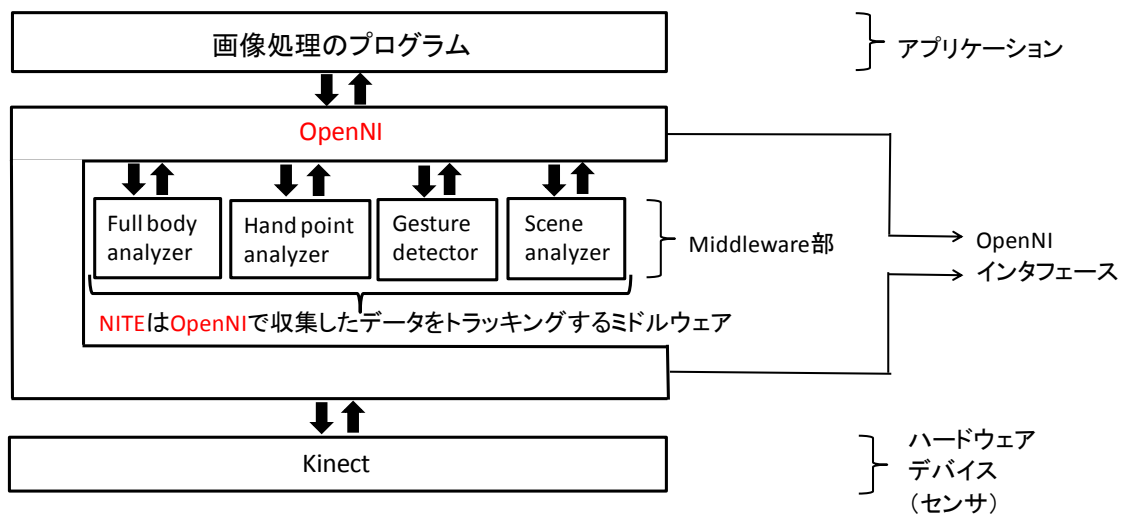 画像処理のプログラム
アプリケーション
OpenNI
Full body
analyzer
Hand point
analyzer
Gesture
detector
Scene
analyzer
Middleware部
OpenNI
インタフェース
NITEはOpenNIで収集したデータをトラッキングするミドルウェア
Kinect
ハードウェア
デバイス
（センサ）